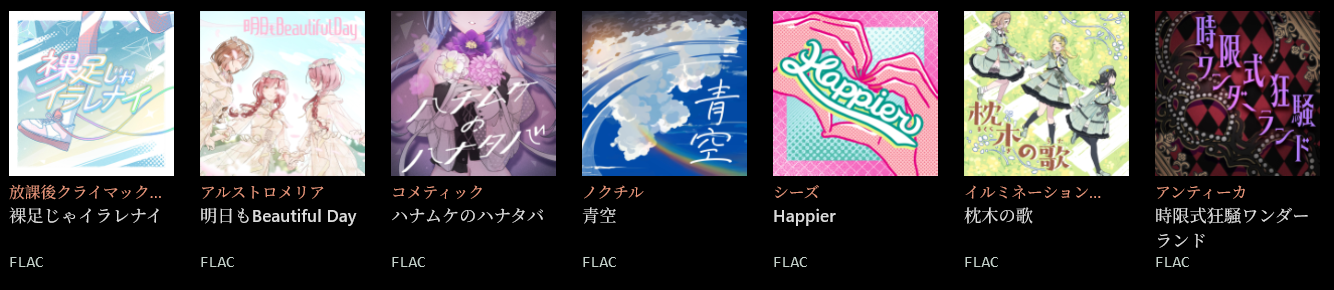 裸足じゃ
イラレナイ
明日もBeautifulDay
ハナムケ
の
ハナタバ
青
空
Happier
枕木の歌
まくらぎ
時限式狂騒
ワンダーランド
放課後クライマック...
裸足じゃイラレナイ
FLAC
アルストロメリア
明日もBeautiful Day
FLAC
コメティック
ハナムケのハナタバ
FLAC
ノクチル
青空
FLAC
シーズ
Happier
FLAC
イルミネーション...
枕木の歌
FLAC
アンティーカ
時限式狂騒ワンダー
ランド
FLAC